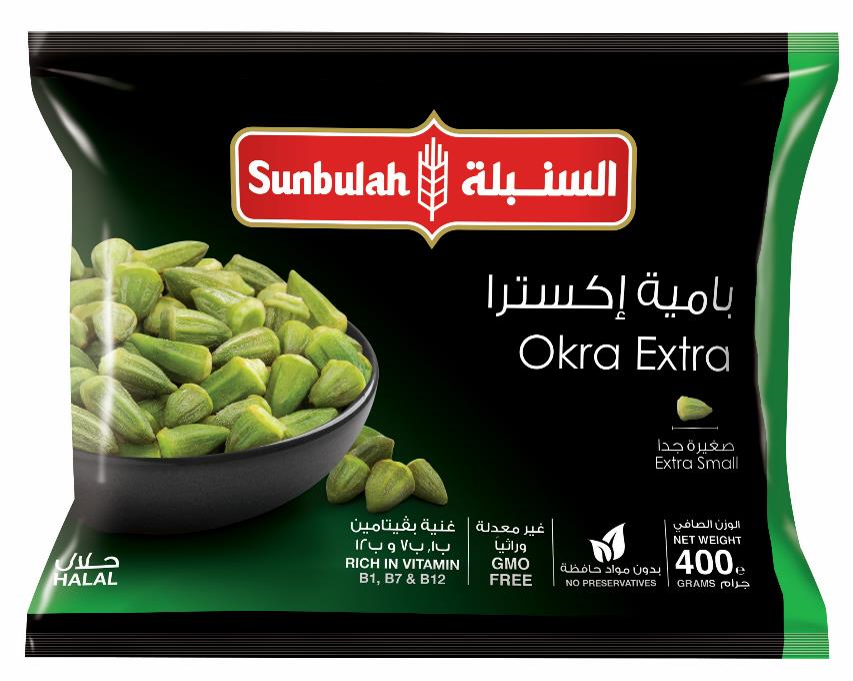 Sunbulah السنبلة
بامية إكسترا
Okra Extra
صغيرة جداً
Extra Small
غنية بڤيتامين
ب١, ب٧ و ب١٢
RICH IN VITAMIN
B1, B7 & B12
غير معدلة
وراثياً
GMO
FREE
بدون مواد حافظة
NO PRESERVATIVES
الوزن الصافي
NET WEIGHT
400 e
GRAMS جرام
حلال
HALAL